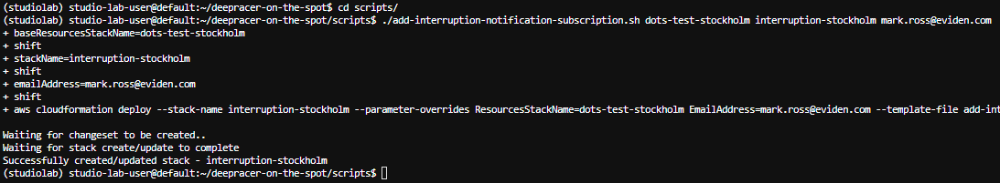 (studiolab) studio-lab-user@default:~/deepracer-on-the-spot$ cd scripts/
(studiolab) studio-lab-user@default:~/deepracer-on-the-spot/scripts$ ./add-interruption-notification-subscription.sh dots-test-stockholm interruption-stockholm mark.ross@eviden.com
+ baseResourcesStackName=dots-test-stockholm
+ shift
+ stackName=interruption-stockholm
+ shift
+ emailAddress=mark.ross@eviden.com
+ shift
+ aws cloudformation deploy --stack-name interruption-stockholm --parameter-overrides ResourcesStackName=dots-test-stockholm EmailAddress=mark.ross@eviden.com --template-file add-int
Waiting for changeset to be created..
Waiting for stack create/update to complete
Successfully created/updated stack - interruption-stockholm
(studiolab) studio-lab-user@default:~/deepracer-on-the-spot/scripts$